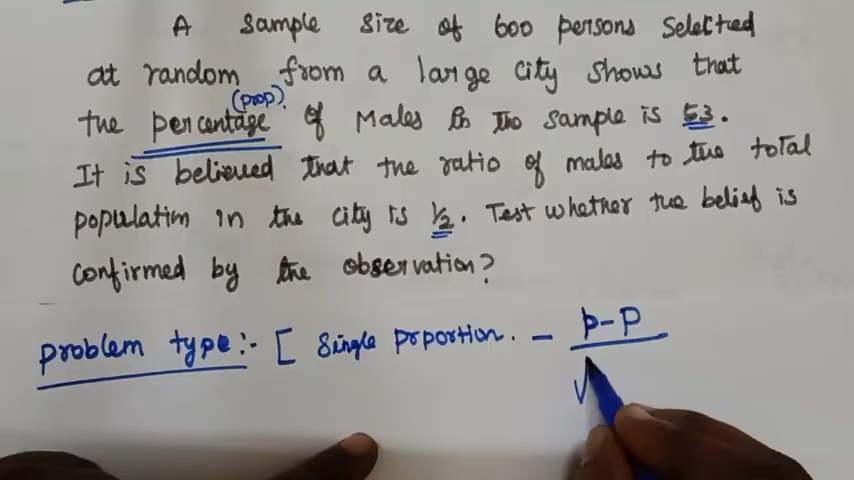 A sample size of 600 persons selected
at random from a large city shows that
(prop).
the percentage of Males in the sample is 53.
It is believed that the ratio of males to the total
population in the city is 1/2. Test whether the belief is
confirmed by the observation?
problem type:- [ single prportion. - p-P
√